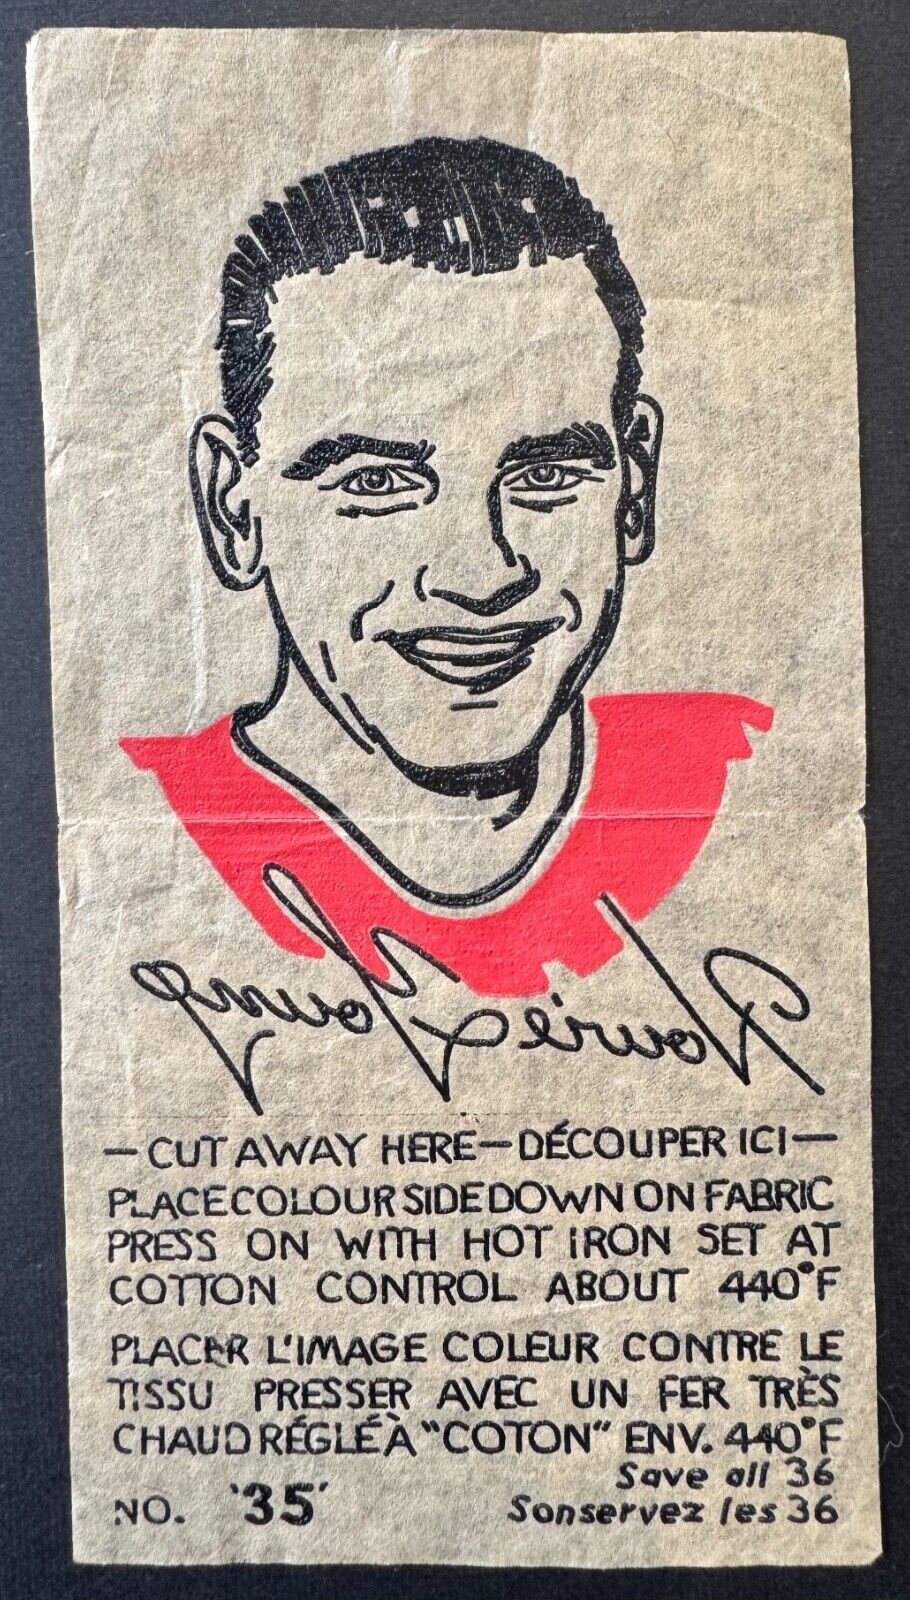 Howie Young
—CUT AWAY HERE—DÉCOUPER ICI—
PLACE COLOUR SIDE DOWN ON FABRIC
PRESS ON WITH HOT IRON SET AT
COTTON CONTROL ABOUT 440°F
PLACER L'IMAGE COLEUR CONTRE LE
TISSU PRESSER AVEC UN FER TRÈS
CHAUD RÉGLÉ À "COTON" ENV. 440°F
Save all 36
NO. '35' Sonservez les 36